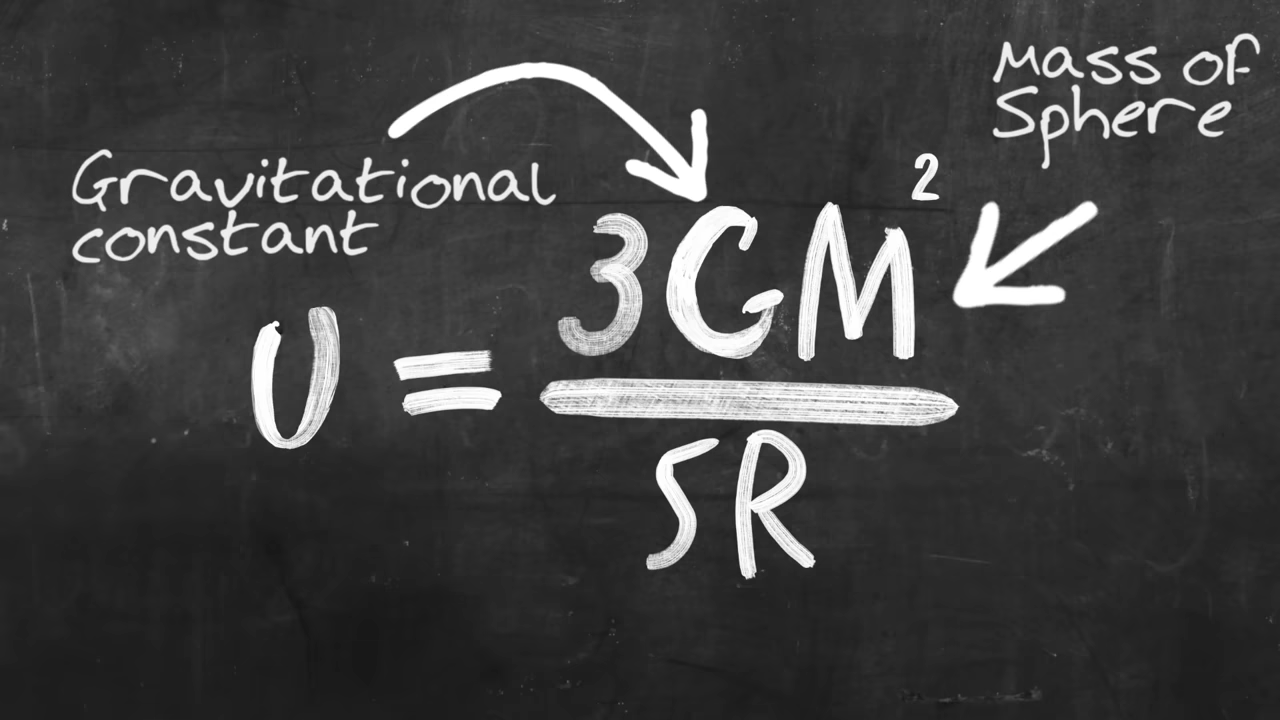 Mass of
Sphere
Gravitational
constant
2
3GM
U =
5R